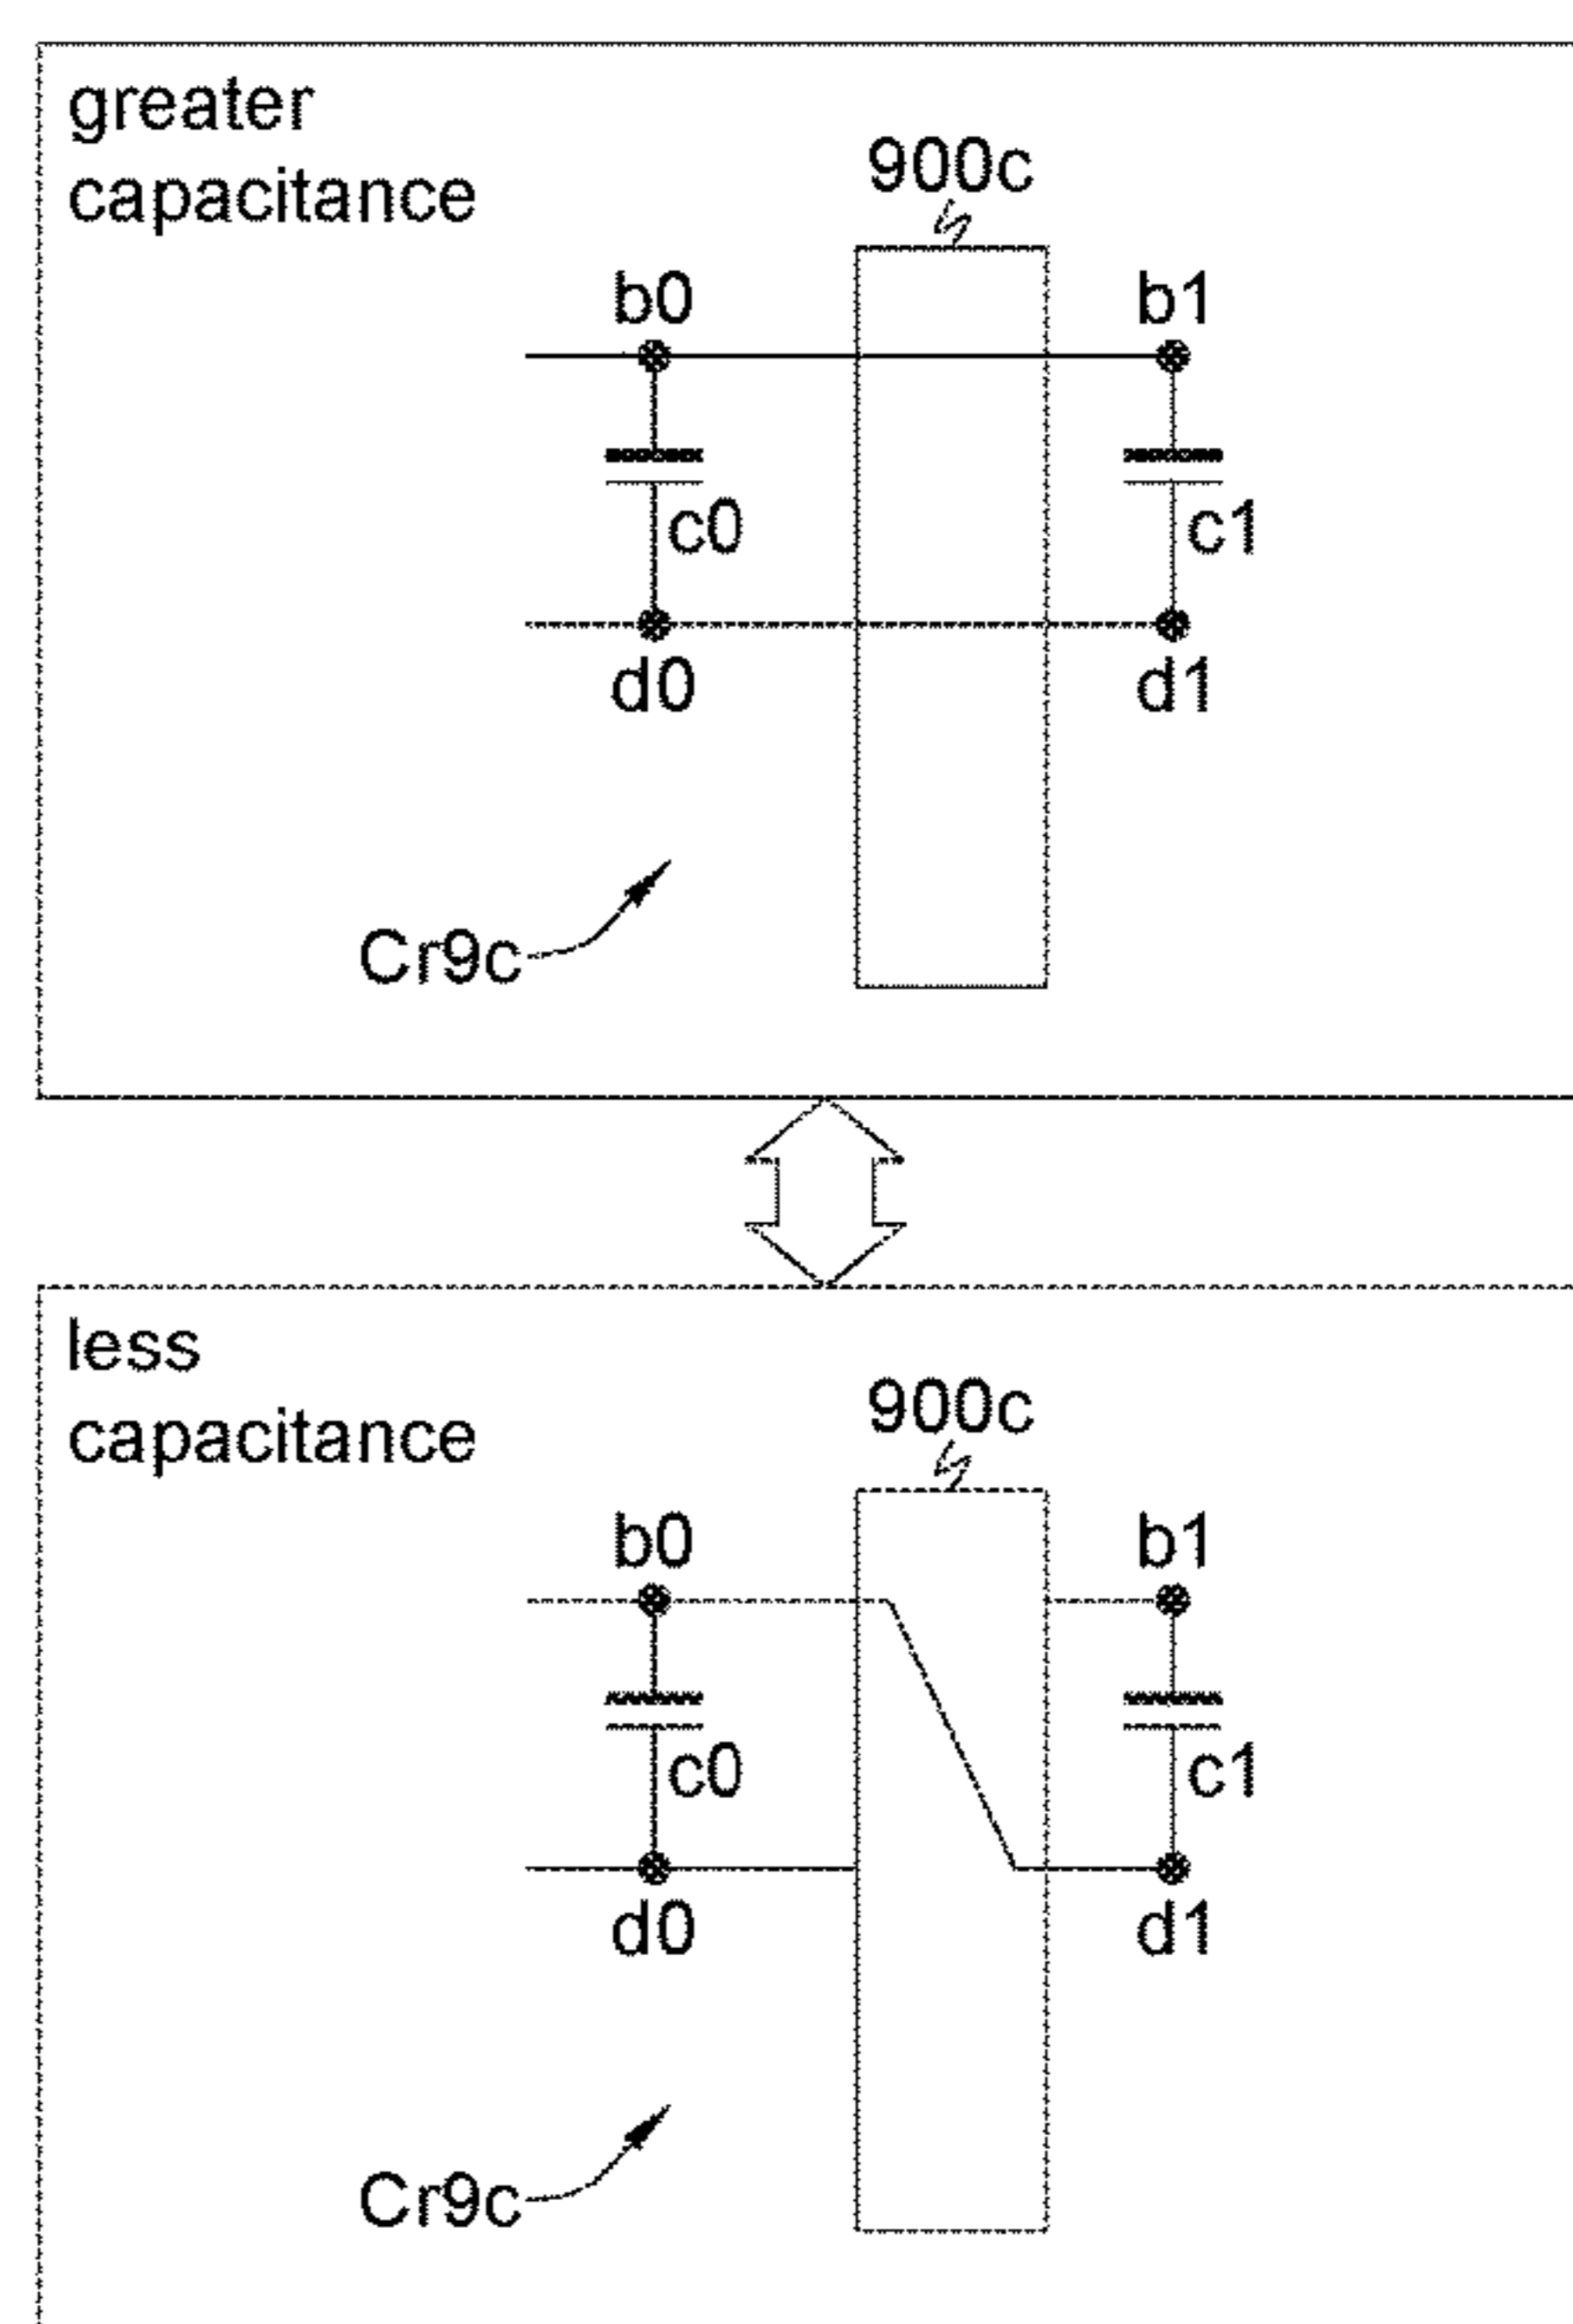 greater
capacitance
900c
b0 b1
c0 c1
d0 d1
Cr9c
less
capacitance
900c
b0 b1
c0 c1
d0 d1
Cr9c